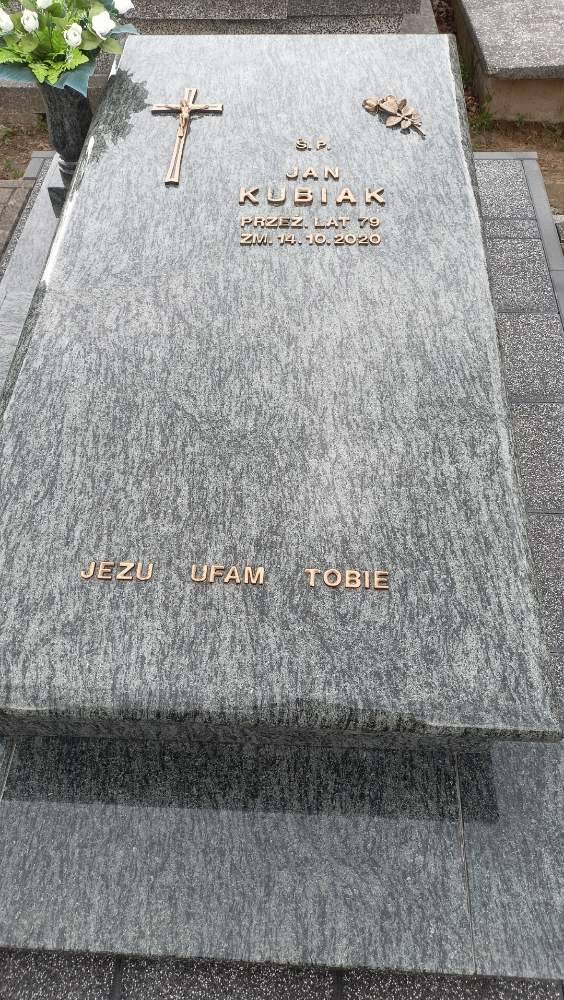 Ś. P.
JAN
KUBIAK
PRZEŻ. LAT 79
ZM. 14.10.2020
JEZU UFAM TOBIE